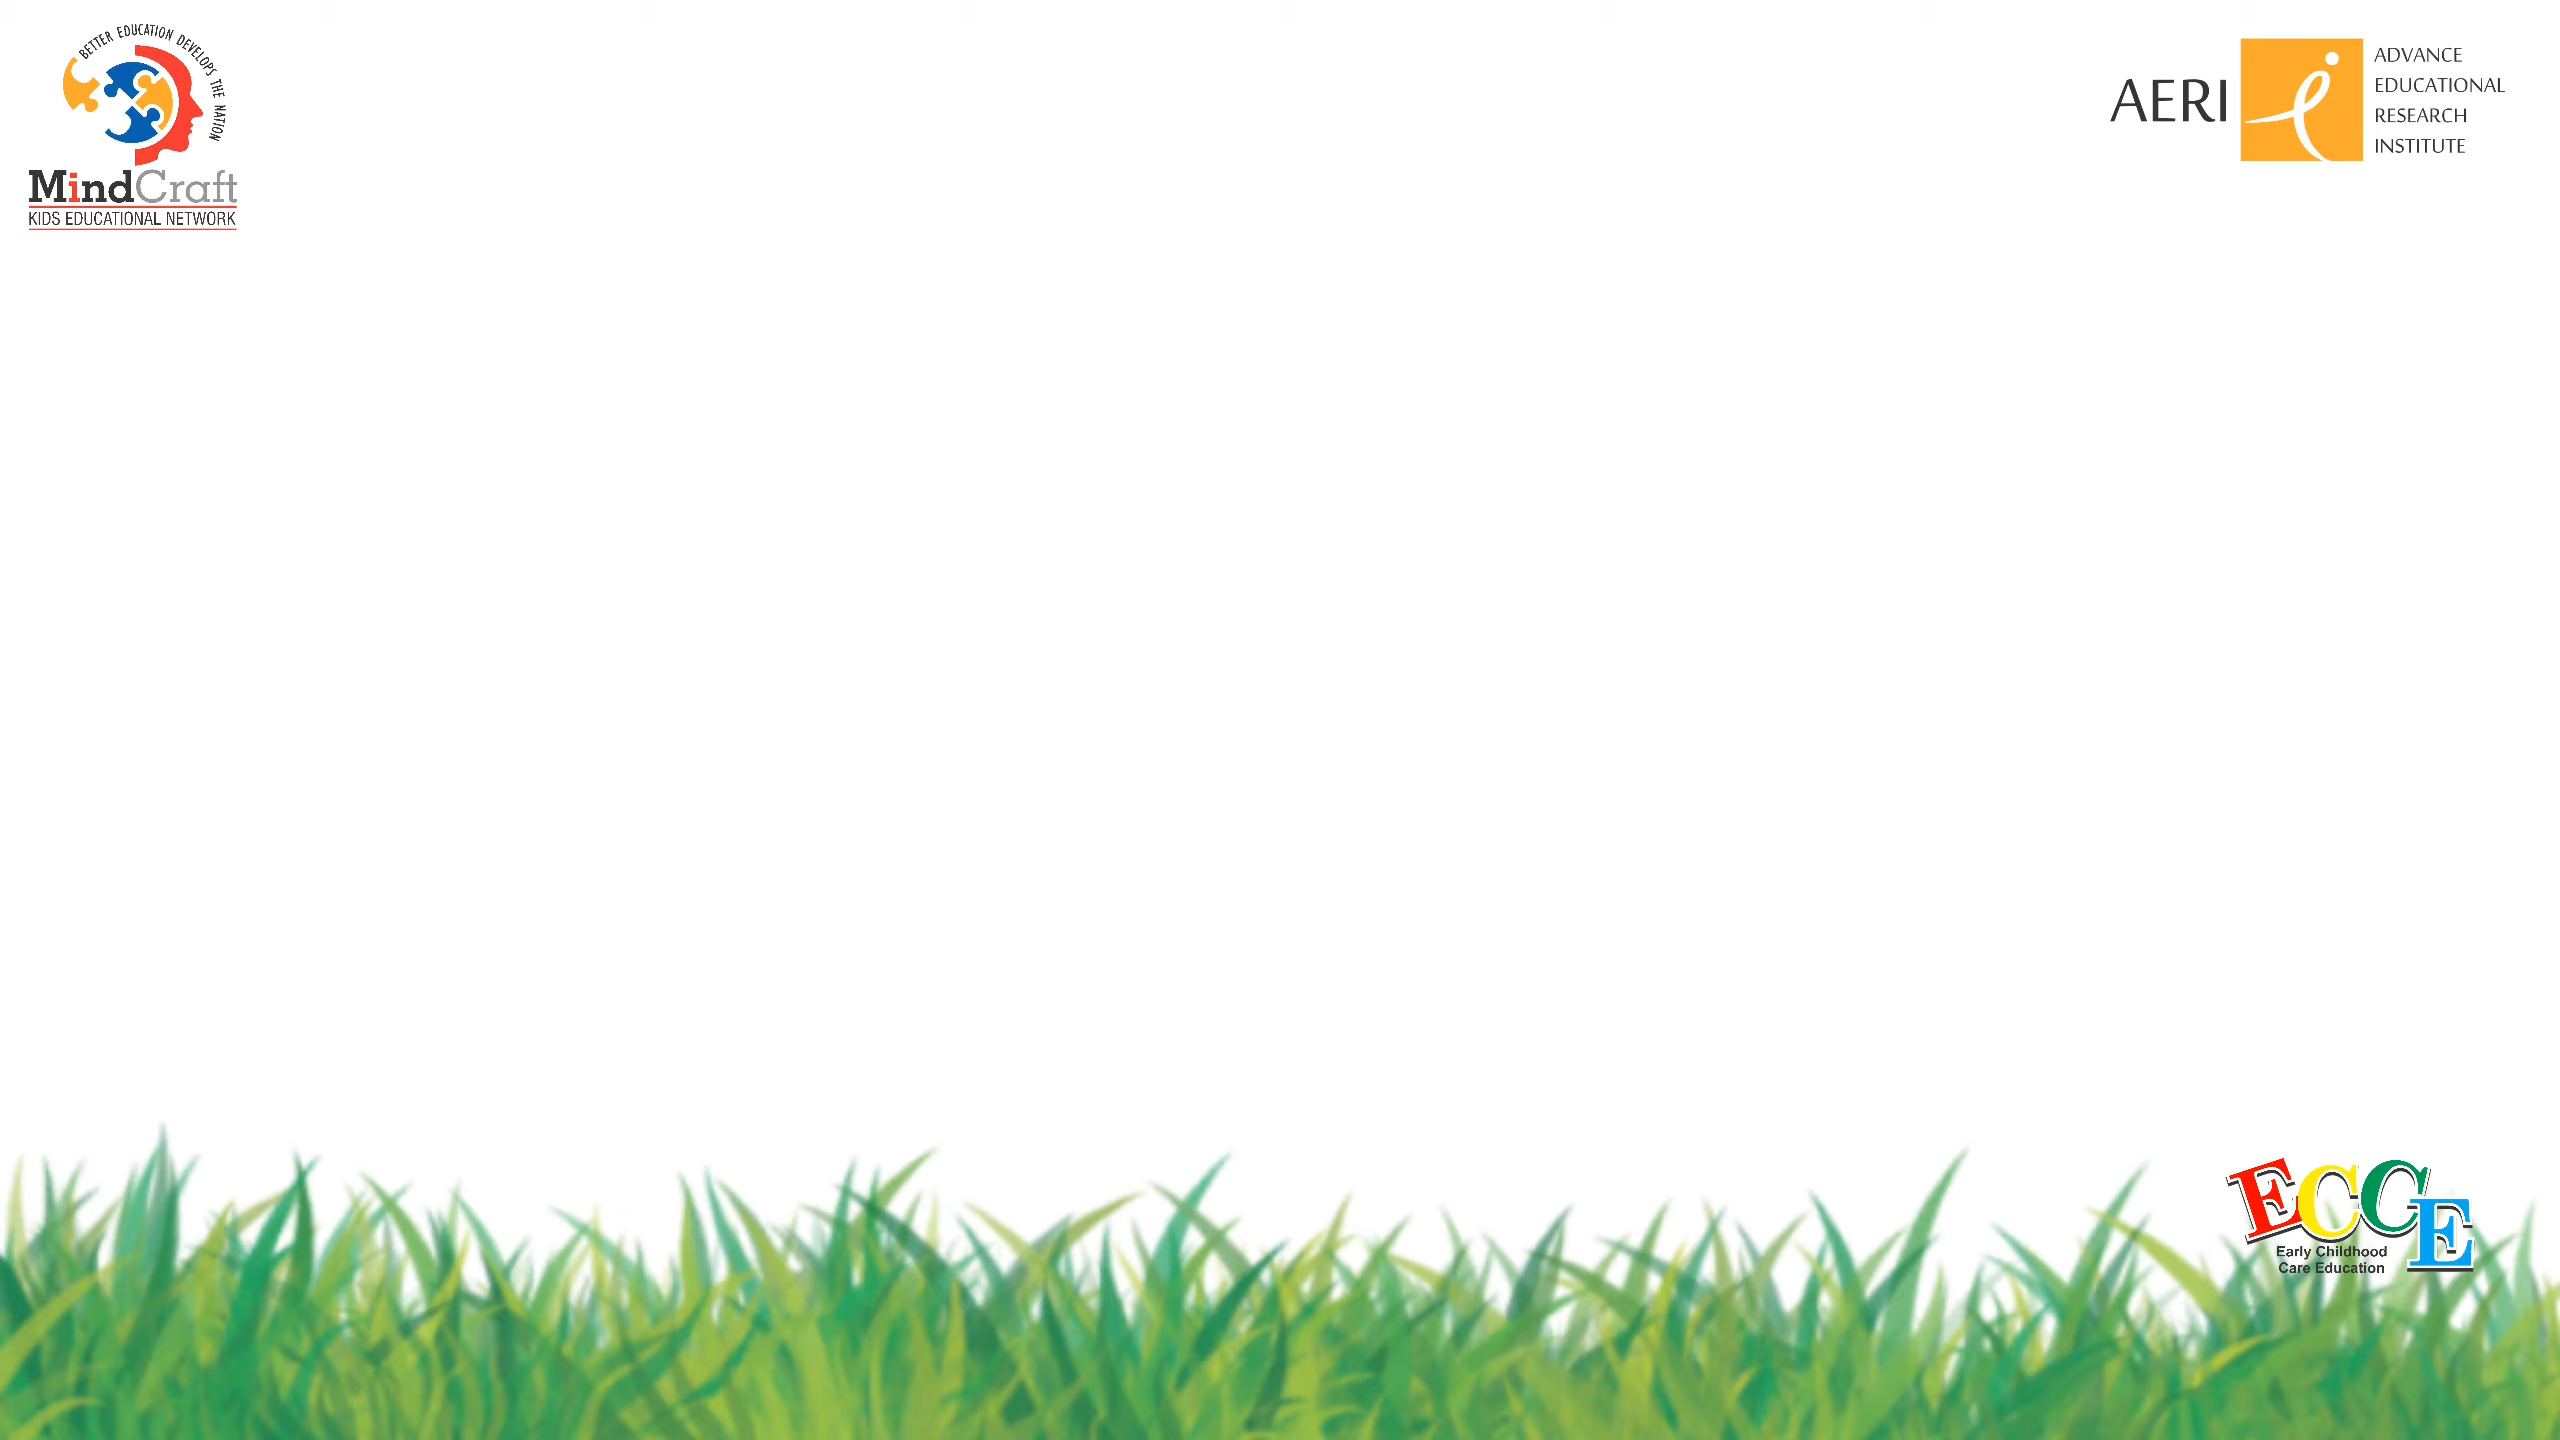 BETTER EDUCATION DEVELOPS THE NATION
MindCraft
KIDS EDUCATIONAL NETWORK
AERI
ADVANCE
EDUCATIONAL
RESEARCH
INSTITUTE
ECCE
Early Childhood
Care Education